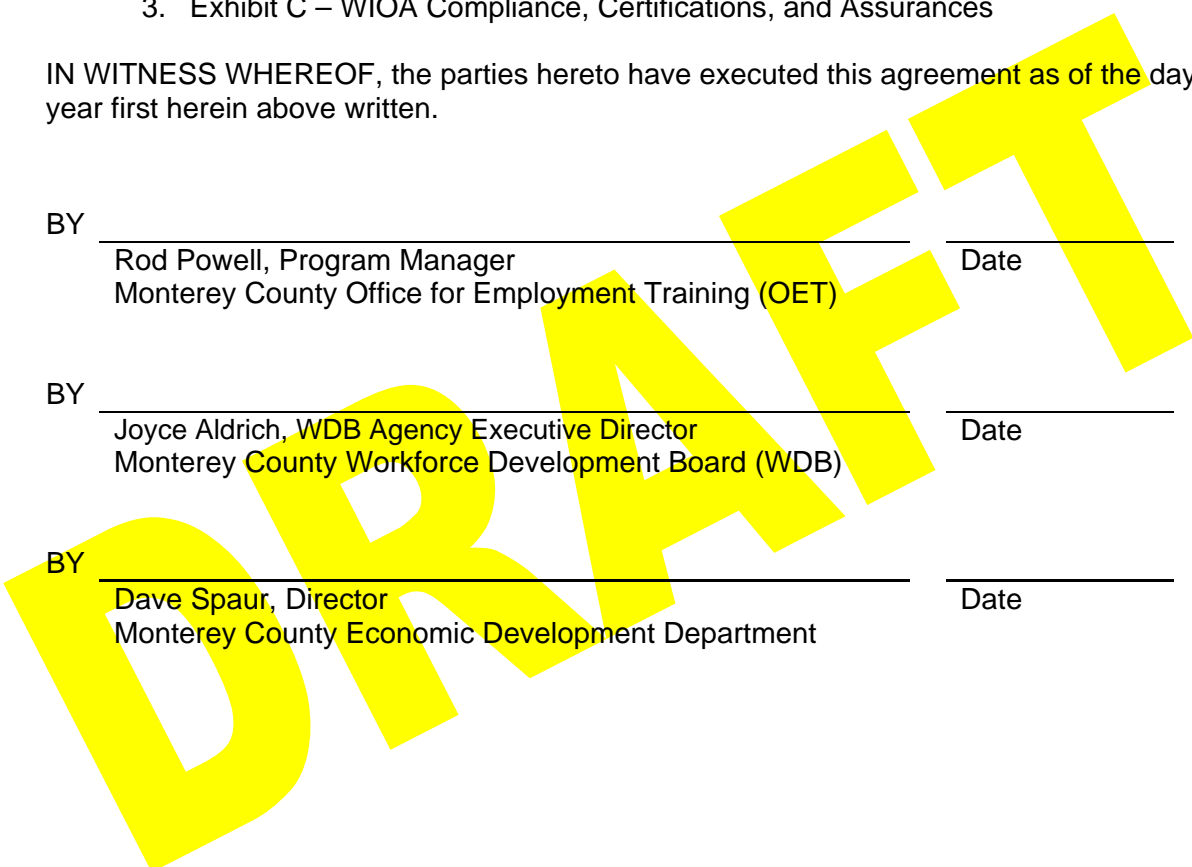 3. Exhibit C – WIOA Compliance, Certifications, and Assurances
IN WITNESS WHEREOF, the parties hereto have executed this agreement as of the day
year first herein above written.
BY
Rod Powell, Program Manager Date
Monterey County Office for Employment Training (OET)
BY
Joyce Aldrich, WDB Agency Executive Director Date
Monterey County Workforce Development Board (WDB)
BY
Dave Spaur, Director Date
Monterey County Economic Development Department
DRAFT